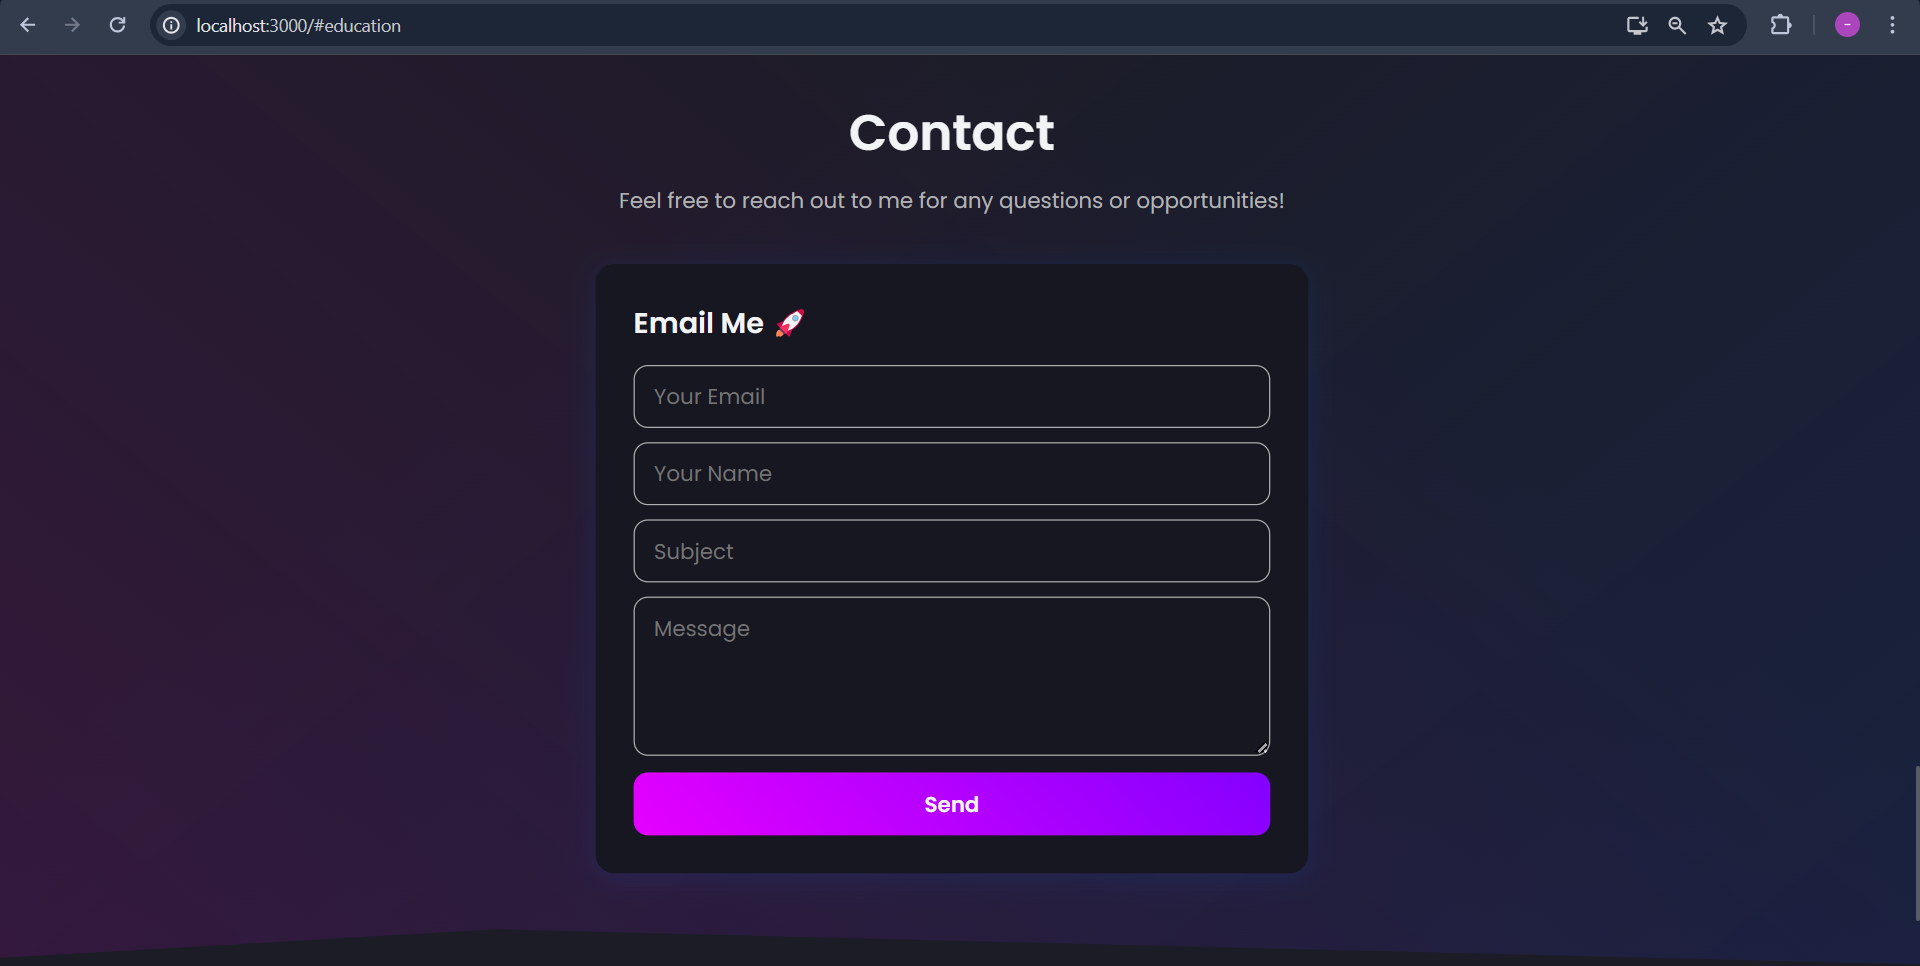 localhost:3000/#education
Contact
Feel free to reach out to me for any questions or opportunities!
Email Me 🚀
Your Email
Your Name
Subject
Message
Send